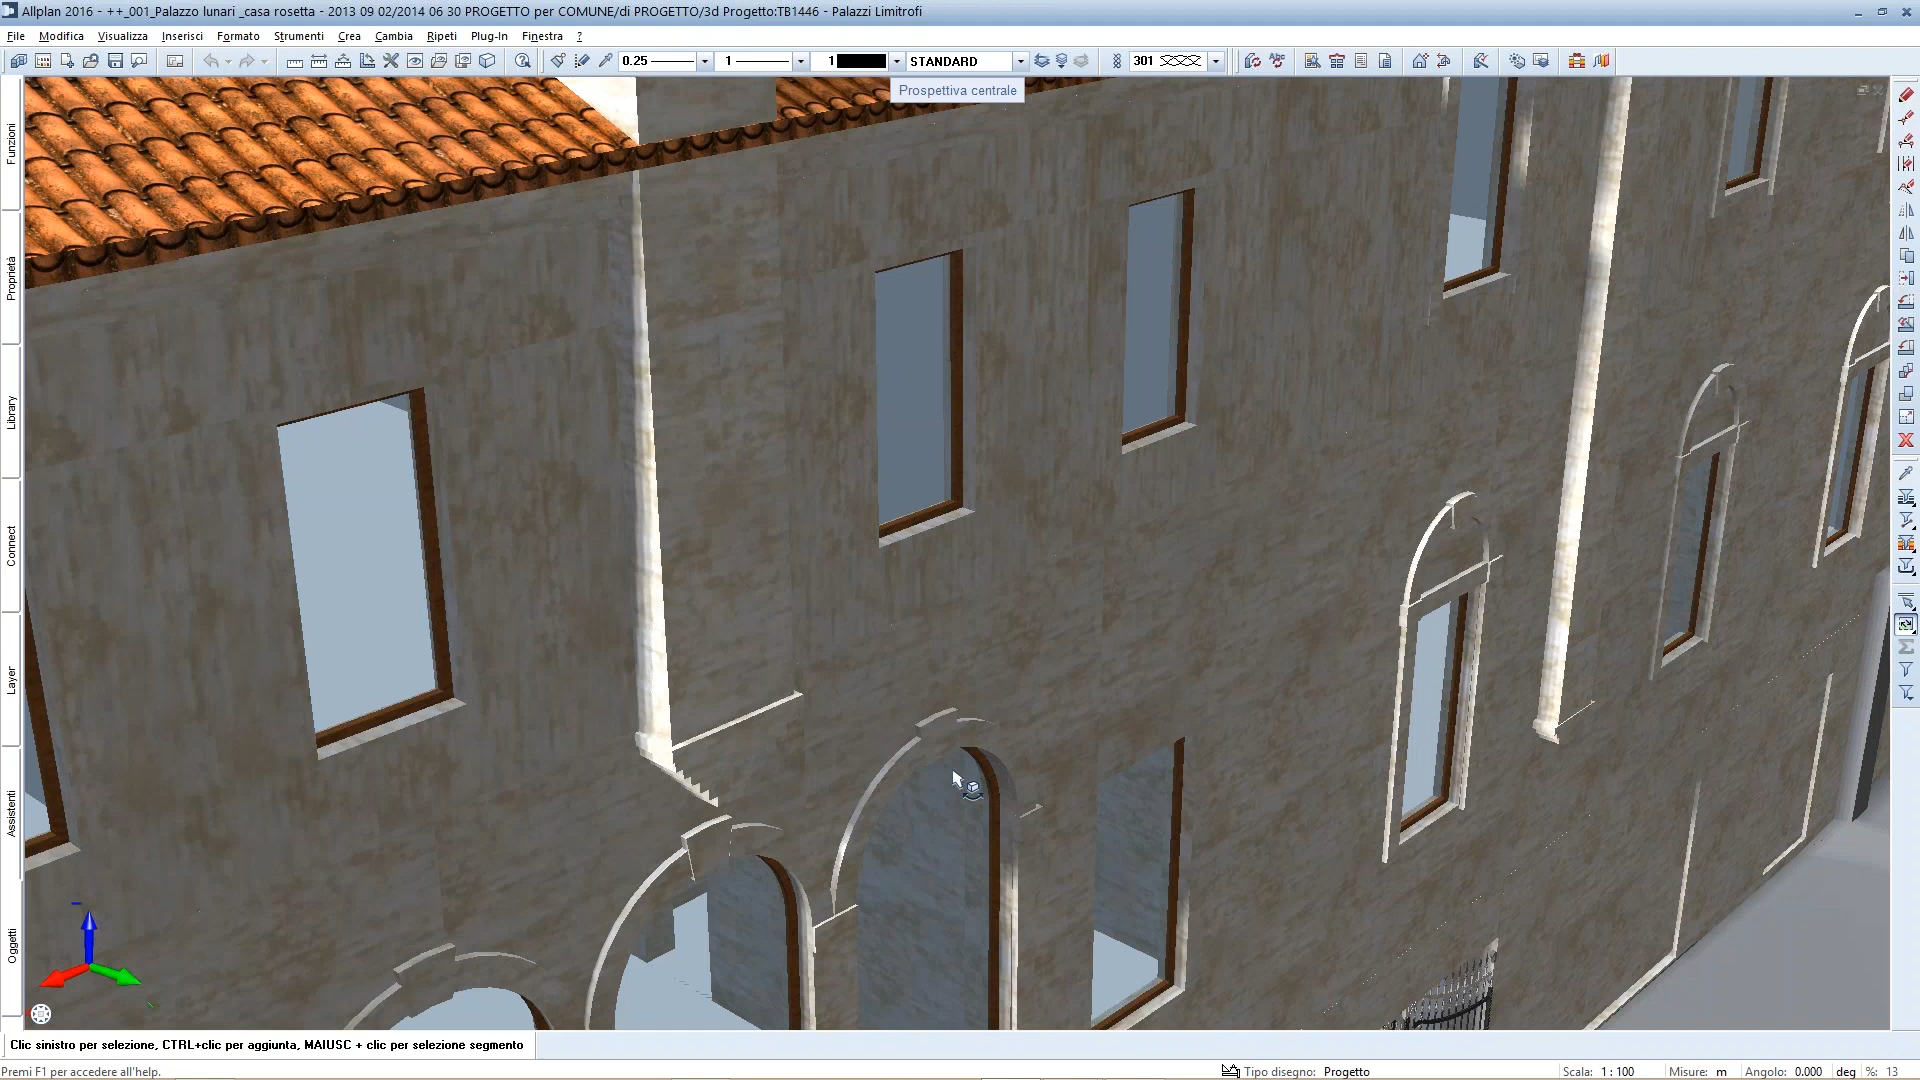 Allplan 2016 - ++_001_Palazzo lunari _casa rosetta - 2013 09 02/2014 06 30 PROGETTO per COMUNE/di PROGETTO/3d Progetto:TB1446 - Palazzi Limitrofi
File Modifica Visualizza Inserisci Formato Strumenti Crea Cambia Ripeti Plug-In Finestra ?
0.25 1 1 STANDARD 301
Prospettiva centrale
Funzioni
Proprietà
Library
Connect
Layer
Assistenti
Oggetti
Clic sinistro per selezione, CTRL+clic per aggiunta, MAIUSC + clic per selezione segmento
Premi F1 per accedere all'help. Tipo disegno: Progetto Scala: 1 : 100 Misure: m Angolo: 0.000 deg %: 13